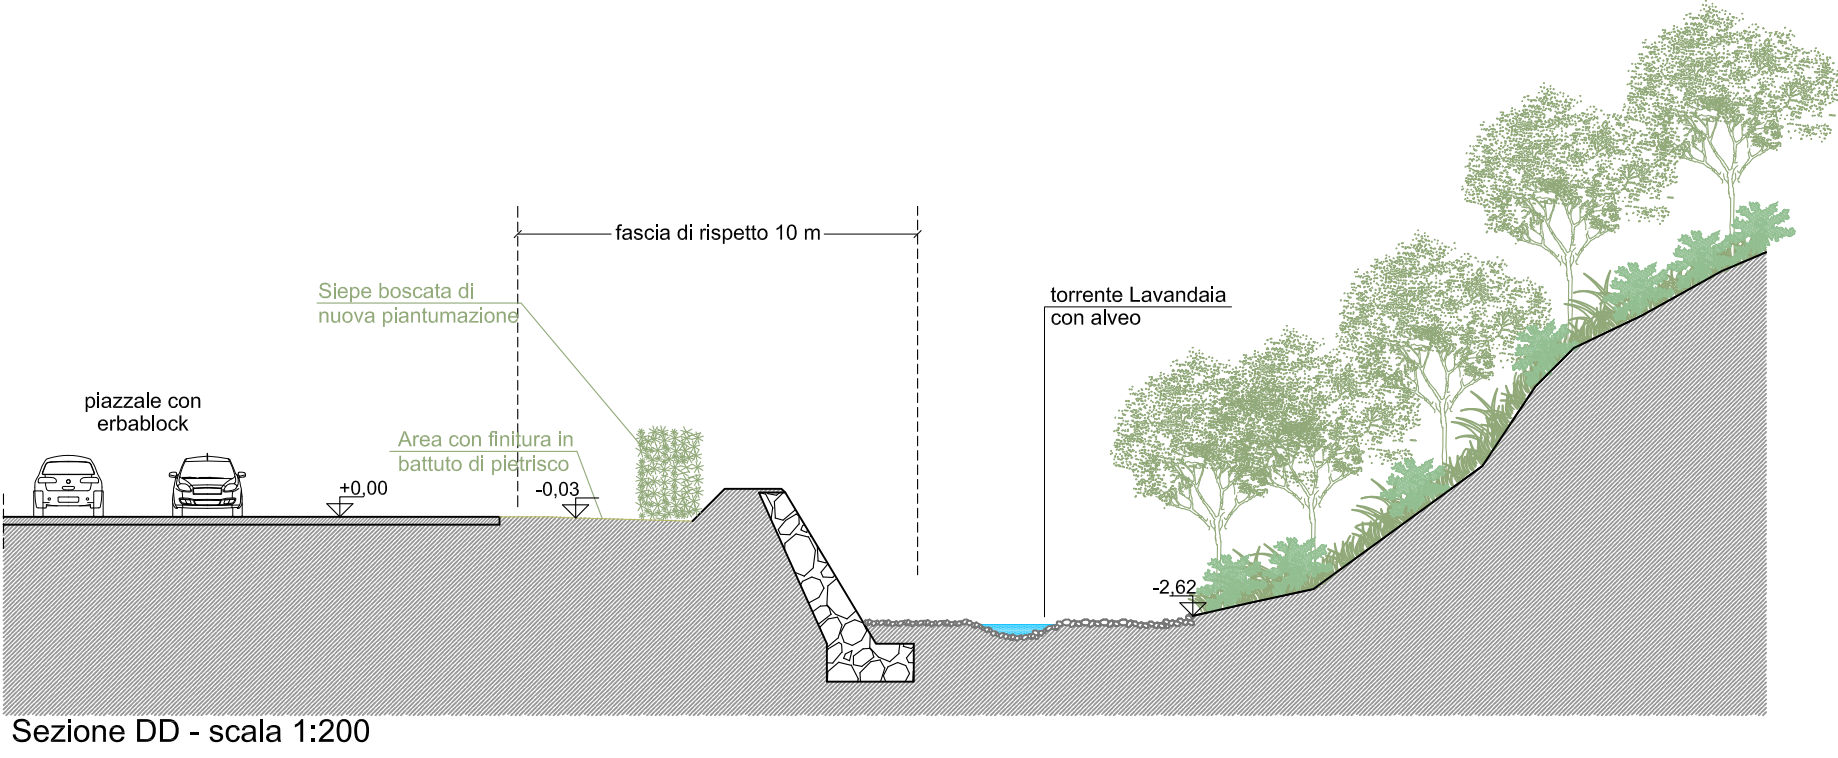 fascia di rispetto 10 m
Siepe boscata di
nuova piantumazione
torrente Lavandaia
con alveo
piazzale con
erbablock
Area con finitura in
battuto di pietrisco
+0,00
-0,03
-2,62
Sezione DD - scala 1:200